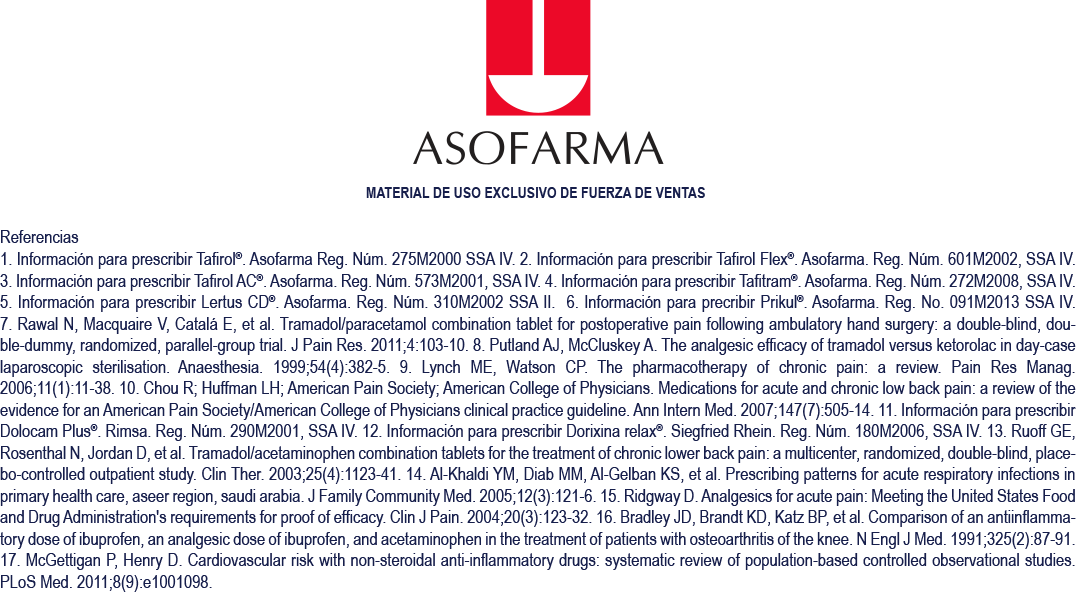 ASOFARMA
MATERIAL DE USO EXCLUSIVO DE FUERZA DE VENTAS
Referencias
1. Información para prescribir Tafirol®. Asofarma Reg. Núm. 275M2000 SSA IV. 2. Información para prescribir Tafirol Flex®. Asofarma. Reg. Núm. 601M2002, SSA IV.
3. Información para prescribir Tafirol AC®. Asofarma. Reg. Núm. 573M2001, SSA IV. 4. Información para prescribir Tafitram®. Asofarma. Reg. Núm. 272M2008, SSA IV.
5. Información para prescribir Lertus CD®. Asofarma. Reg. Núm. 310M2002 SSA II. 6. Información para precribir Prikul®. Asofarma. Reg. No. 091M2013 SSA IV.
7. Rawal N, Macquaire V, Catalá E, et al. Tramadol/paracetamol combination tablet for postoperative pain following ambulatory hand surgery: a double-blind, dou-
ble-dummy, randomized, parallel-group trial. J Pain Res. 2011;4:103-10. 8. Putland AJ, McCluskey A. The analgesic efficacy of tramadol versus ketorolac in day-case
laparoscopic sterilisation. Anaesthesia. 1999;54(4):382-5. 9. Lynch ME, Watson CP. The pharmacotherapy of chronic pain: a review. Pain Res Manag.
2006;11(1):11-38. 10. Chou R; Huffman LH; American Pain Society; American College of Physicians. Medications for acute and chronic low back pain: a review of the
evidence for an American Pain Society/American College of Physicians clinical practice guideline. Ann Intern Med. 2007;147(7):505-14. 11. Información para prescribir
Dolocam Plus®. Rimsa. Reg. Núm. 290M2001, SSA IV. 12. Información para prescribir Dorixina relax®. Siegfried Rhein. Reg. Núm. 180M2006, SSA IV. 13. Ruoff GE,
Rosenthal N, Jordan D, et al. Tramadol/acetaminophen combination tablets for the treatment of chronic lower back pain: a multicenter, randomized, double-blind, place-
bo-controlled outpatient study. Clin Ther. 2003;25(4):1123-41. 14. Al-Khaldi YM, Diab MM, Al-Gelban KS, et al. Prescribing patterns for acute respiratory infections in
primary health care, aseer region, saudi arabia. J Family Community Med. 2005;12(3):121-6. 15. Ridgway D. Analgesics for acute pain: Meeting the United States Food
and Drug Administration's requirements for proof of efficacy. Clin J Pain. 2004;20(3):123-32. 16. Bradley JD, Brandt KD, Katz BP, et al. Comparison of an antiinflamma-
tory dose of ibuprofen, an analgesic dose of ibuprofen, and acetaminophen in the treatment of patients with osteoarthritis of the knee. N Engl J Med. 1991;325(2):87-91.
17. McGettigan P, Henry D. Cardiovascular risk with non-steroidal anti-inflammatory drugs: systematic review of population-based controlled observational studies.
PLoS Med. 2011;8(9):e1001098.